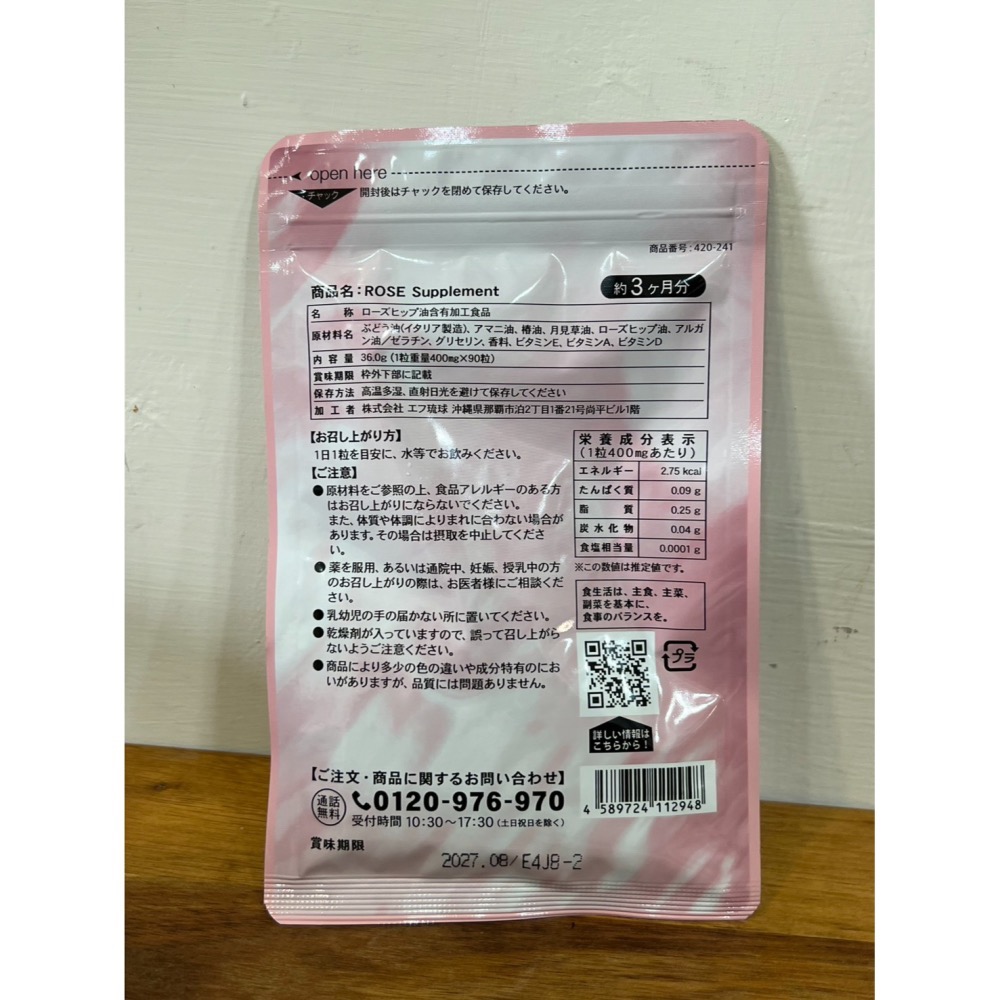 open here
チャック 開封後はチャックを閉めて保存してください。
商品番号:420-241
商品名:ROSE Supplement 約3ヶ月分
名称 ローズヒップ油含有加工食品
原材料名 ぶどう油(イタリア製造)、アマニ油、椿油、月見草油、ローズヒップ油、アルガ
ン油/ゼラチン、グリセリン、香料、ビタミンE、ビタミンA、ビタミンD
内容量 36.0g(1粒重量400mg×90粒)
賞味期限 枠外下部に記載
保存方法 高温多湿、直射日光を避けて保存してください
加工者 株式会社 エフ琉球 沖縄県那覇市泊2丁目1番21号尚平ビル1階
【お召し上がり方】
1日1粒を目安に、水等でお飲みください。
【ご注意】
●原材料をご参照の上、食品アレルギーのある方
はお召し上がりにならないでください。
また、体質や体調によりまれに合わない場合が
あります。その場合は摂取を中止してくださ
い。
●薬を服用、あるいは通院中、妊娠、授乳中の方
のお召し上がりの際は、お医者様にご相談くだ
さい。
●乳幼児の手の届かない所に置いてください。
●乾燥剤が入っていますので、誤って召し上がら
ないようご注意ください。
●商品により多少の色の違いや成分特有のにお
いがありますが、品質には問題ありません。
栄養成分表示
(1粒400mgあたり)
エネルギー 2.75 kcal
たんぱく質 0.09 g
脂質 0.25 g
炭水化物 0.04 g
食塩相当量 0.0001 g
※この数値は推定値です。
食生活は、主食、主菜、
副菜を基本に、
食事のバランスを。
プラ
詳しい情報は
こちらから!
【ご注文・商品に関するお問い合わせ】
通話無料 0120-976-970
受付時間 10:30～17:30(土日祝日を除く)
4 589724 112948
賞味期限
2027.08/E4J8-2